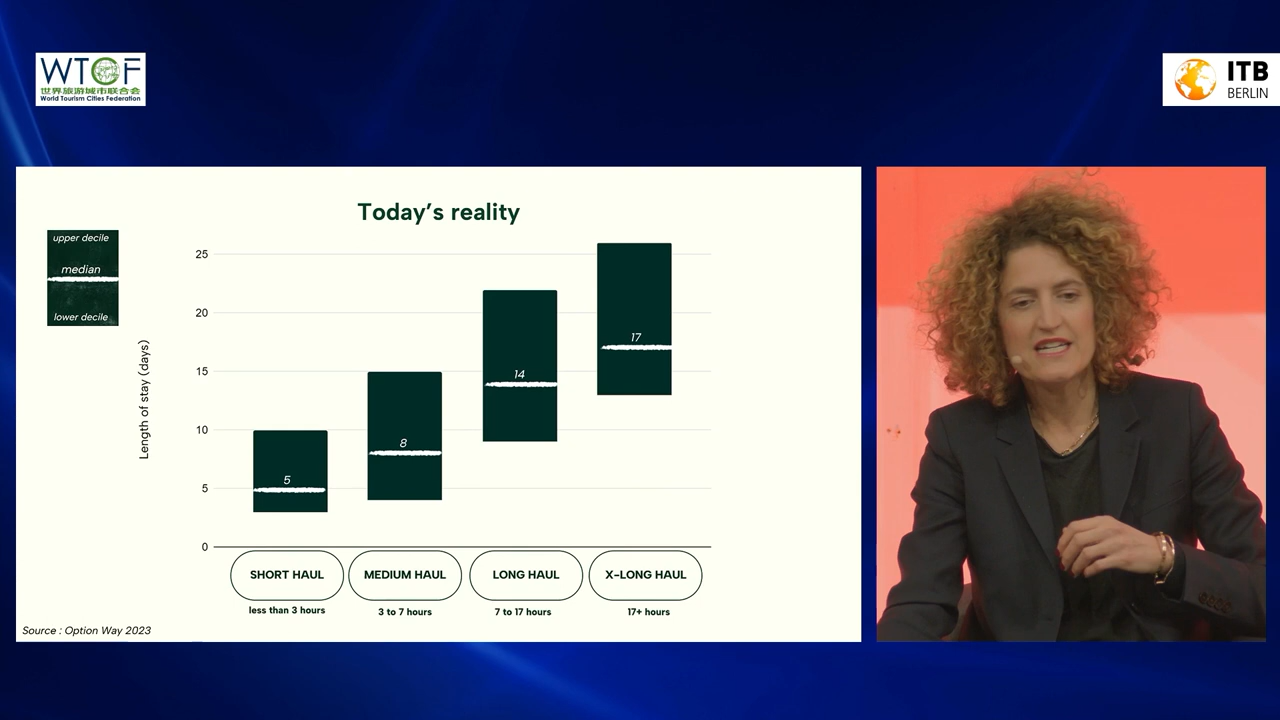 WTCF
世界旅游城市联合会
World Tourism Cities Federation
ITB
BERLIN
Today's reality
upper decile
median
lower decile
Length of stay (days)
25
20
15
10
5
0
5
8
14
17
SHORT HAUL
MEDIUM HAUL
LONG HAUL
X-LONG HAUL
less than 3 hours
3 to 7 hours
7 to 17 hours
17+ hours
Source : Option Way 2023